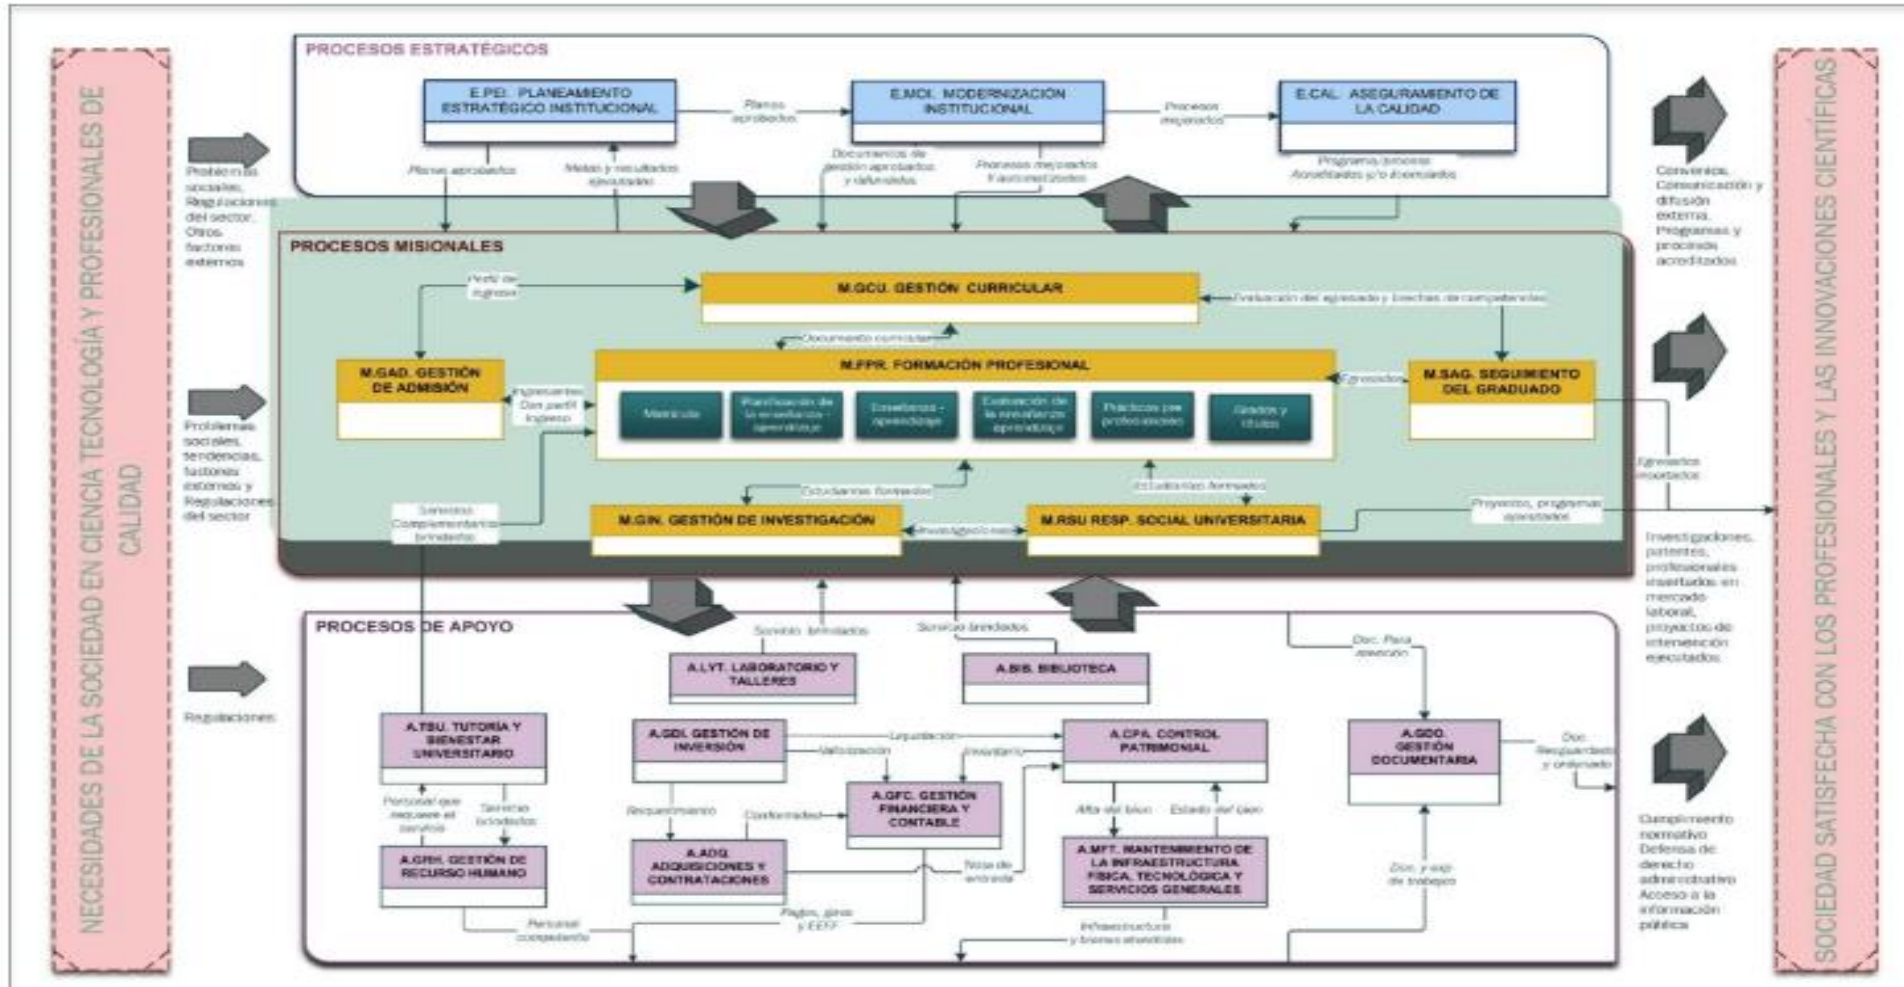 NECESIDADES DE LA SOCIEDAD EN CIENCIA TECNOLOGÍA Y PROFESIONALES DE
CALIDAD
Problemas
sociales,
Regulaciones
del sector.
Otros
factores
externos
Problemas
sociales,
tendencias,
factores
externos y
Regulaciones
del sector
Regulaciones
PROCESOS ESTRATÉGICOS
E.PEI. PLANEAMIENTO
ESTRATÉGICO INSTITUCIONAL
Planes
aprobados
E.MOI. MODERNIZACIÓN
INSTITUCIONAL
Procesos
mejorados
E.CAL. ASEGURAMIENTO DE
LA CALIDAD
Planes aprobados
Metas y resultados
ejecutados
Documentos de
gestión aprobados
y difundidos
Procesos mejorados
Y automatizados
Programa/proceso
Acreditados y/o licenciados
PROCESOS MISIONALES
Perfil de
ingreso
M.GCU. GESTIÓN CURRICULAR
Evaluación del egresado y brechas de competencias
Documento curricular
M.GAD. GESTIÓN
DE ADMISIÓN
Ingresantes
Con perfil
Ingreso
M.FPR. FORMACIÓN PROFESIONAL
Matrícula
Planificación de
la enseñanza -
aprendizaje
Enseñanza -
aprendizaje
Evaluación de
la enseñanza
aprendizaje
Prácticas pre
profesionales
Grados y
títulos
Egresados
M.SAG. SEGUIMIENTO
DEL GRADUADO
Estudiantes formados
Estudiantes formados
Servicios
Complementarios
brindados
M.GIN. GESTIÓN DE INVESTIGACIÓN
Investigaciones
M.RSU RESP. SOCIAL UNIVERSITARIA
Proyectos, programas
ejecutados
Egresados
insertados
PROCESOS DE APOYO
Servicio brindados
Servicio brindados
Doc. Para
A.LYT. LABORATORIO Y
TALLERES
A.BIB. BIBLIOTECA
A.TBU. TUTORÍA Y
BIENESTAR
UNIVERSITARIO
A.GDI. GESTIÓN DE
INVERSIÓN
Liquidación
Valorización
Inventario
A.CPA. CONTROL
PATRIMONIAL
A.GDO.
GESTIÓN
DOCUMENTARIA
Doc.
Resguardado
y ordenado
Personal que
requiere el
servicio
Servicio
brindados
Requerimiento
Conformidad
A.GFC. GESTIÓN
FINANCIERA Y
CONTABLE
Alta del bien
Estado del bien
A.GRH. GESTIÓN DE
RECURSO HUMANO
A.ADQ.
ADQUISICIONES Y
CONTRATACIONES
Nota de
entrada
A.MFT. MANTENIMIENTO DE
LA INFRAESTRUCTURA
FÍSICA, TECNOLÓGICA Y
SERVICIOS GENERALES
Doc. y exp
de trabajos
Personal
competente
Pagos, giros
y EEFF
Infraestructura
y bienes atendidos
Convenios,
Comunicación y
difusión
externa.
Programas y
procesos
acreditados
Investigaciones,
patentes,
profesionales
insertados en
mercado
laboral,
proyectos de
intervención
ejecutados
Cumplimiento
normativo
Defensa de
derecho
administrativo
Acceso a la
información
pública
SOCIEDAD SATISFECHA CON LOS PROFESIONALES Y LAS INNOVACIONES CIENTÍFICAS